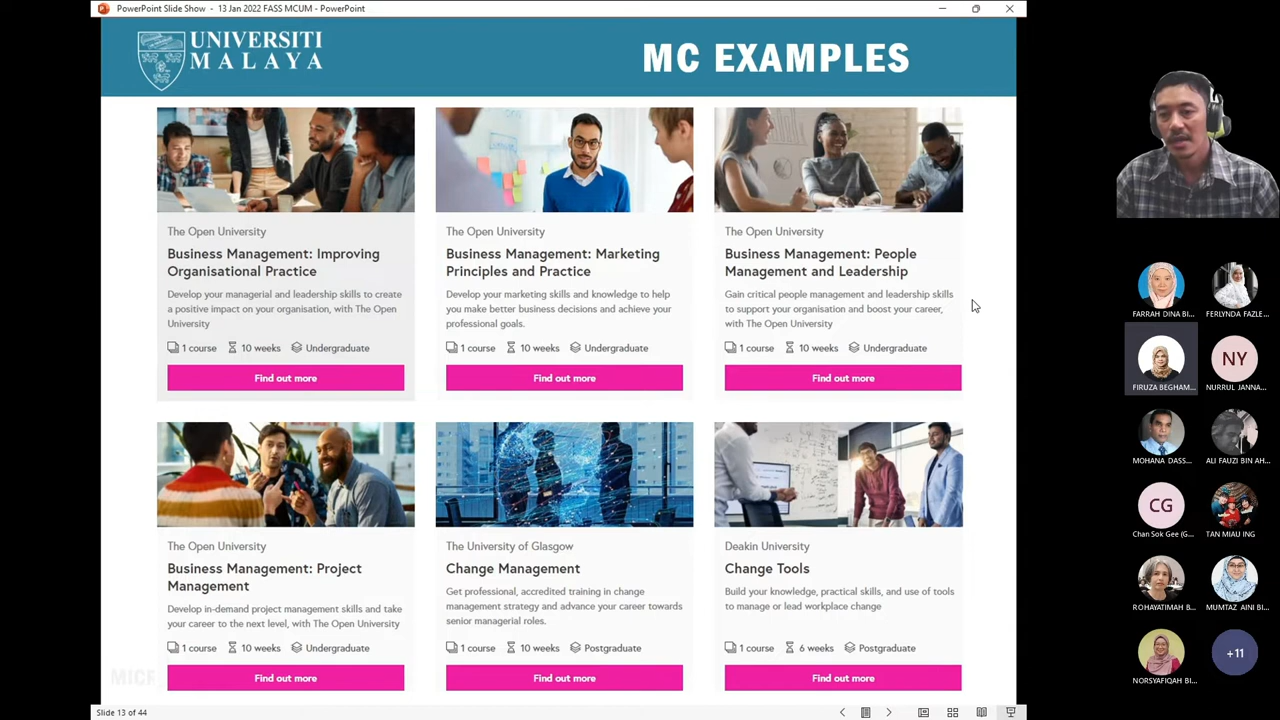 PowerPoint Slide Show - 13 Jan 2022 FASS MCUM - PowerPoint
UNIVERSITI
MALAYA
MC EXAMPLES
The Open University
Business Management: Improving
Organisational Practice
Develop your managerial and leadership skills to create
a positive impact on your organisation, with The Open
University
1 course 10 weeks Undergraduate
Find out more
The Open University
Business Management: Marketing
Principles and Practice
Develop your marketing skills and knowledge to help
you make better business decisions and achieve your
professional goals.
1 course 10 weeks Undergraduate
Find out more
The Open University
Business Management: People
Management and Leadership
Gain critical people management and leadership skills
to support your organisation and boost your career,
with The Open University
1 course 10 weeks Undergraduate
Find out more
The Open University
Business Management: Project
Management
Develop in-demand project management skills and take
your career to the next level, with The Open University
1 course 10 weeks Undergraduate
Find out more
The University of Glasgow
Change Management
Get professional, accredited training in change
management strategy and advance your career towards
senior managerial roles.
1 course 10 weeks Postgraduate
Find out more
Deakin University
Change Tools
Build your knowledge, practical skills, and use of tools
to manage or lead workplace change
1 course 6 weeks Postgraduate
Find out more
Slide 13 of 44
FARRAH DINA BI...
FERLYNDA FAZLE...
FIRUZA BEGHAM...
NY
NURRUL JANNA...
MOHANA DASS...
ALI FAUZI BIN AH...
CG
Chan Sok Gee (G...
TAN MIAU ING
ROHAYATIMAH B...
MUMTAZ AINI BI...
NORSYAFIQAH BI...
+11